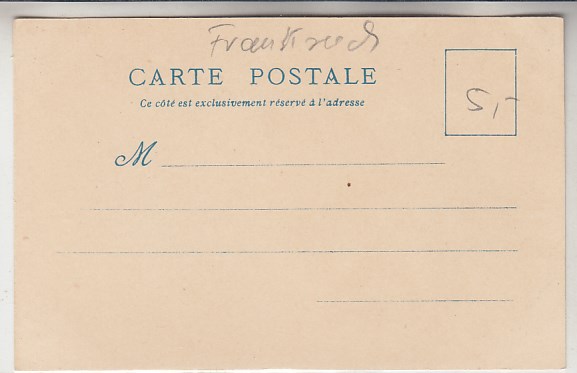 Frankreich
CARTE POSTALE
Ce côté est exclusivement réservé à l'adresse
5,-
M